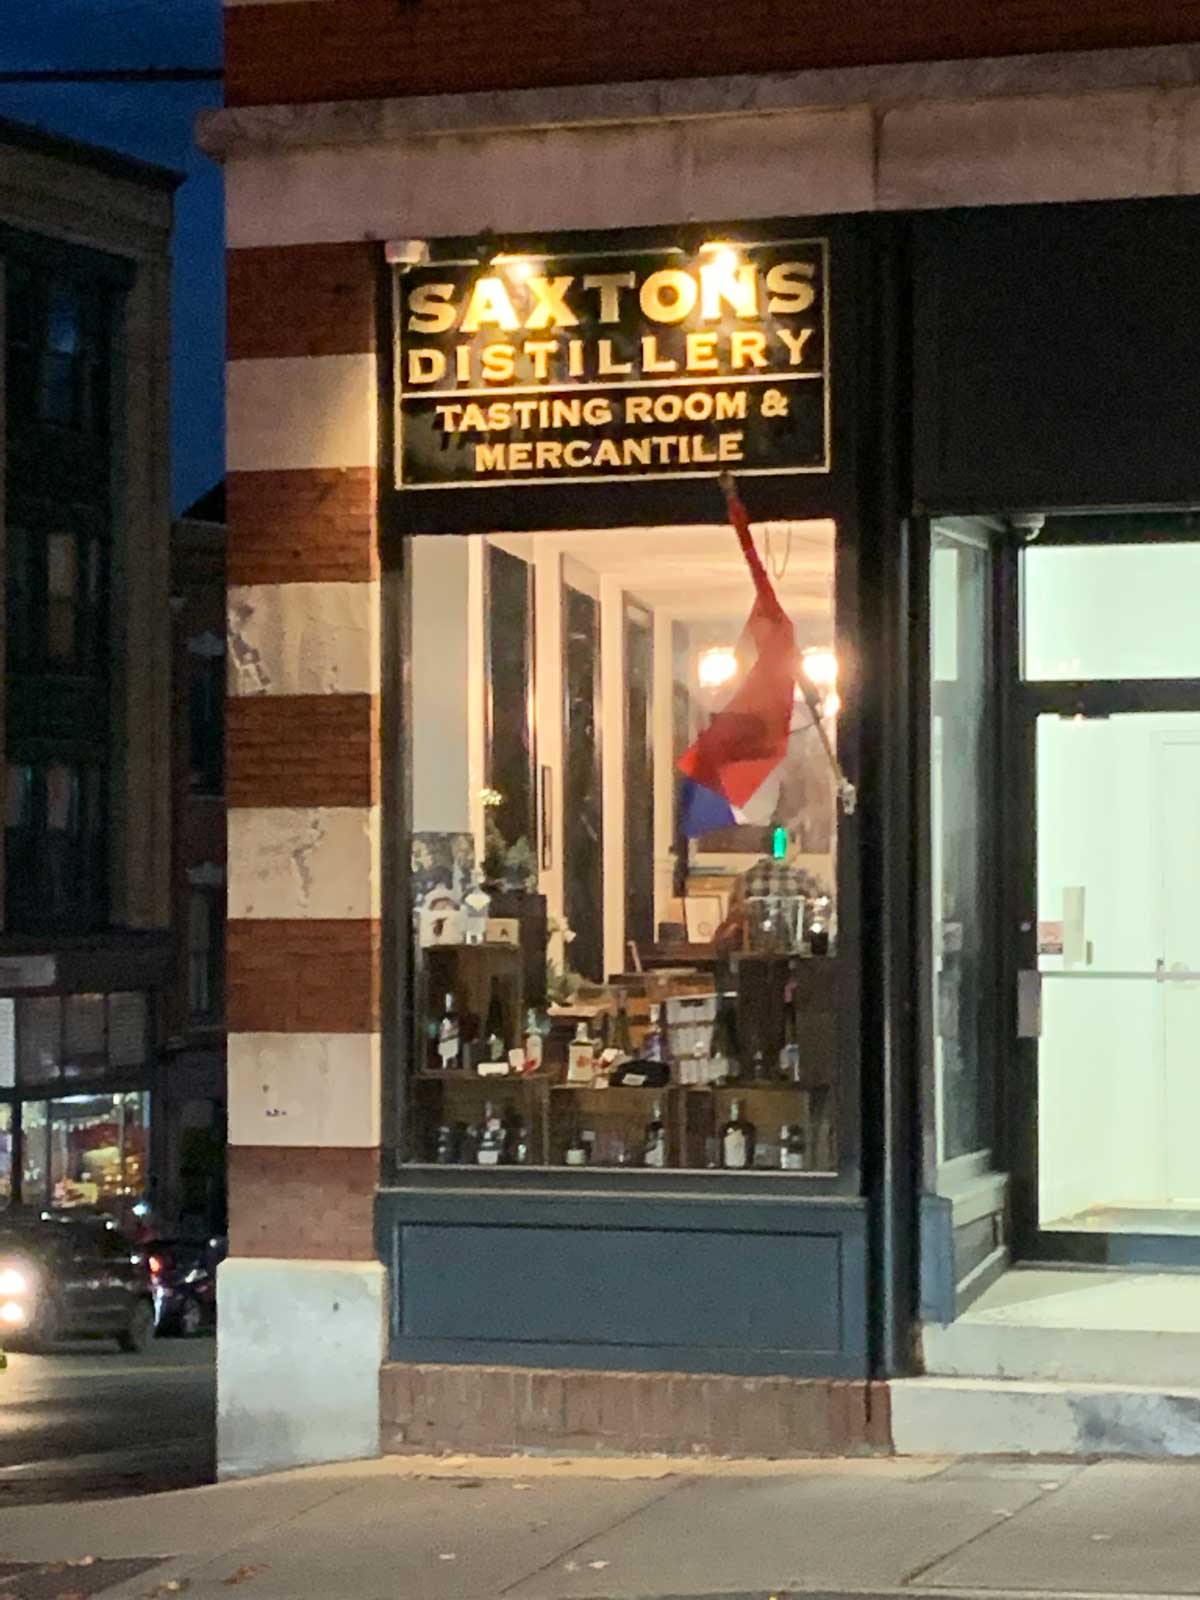 SAXTONS
DISTILLERY
TASTING ROOM &
MERCANTILE